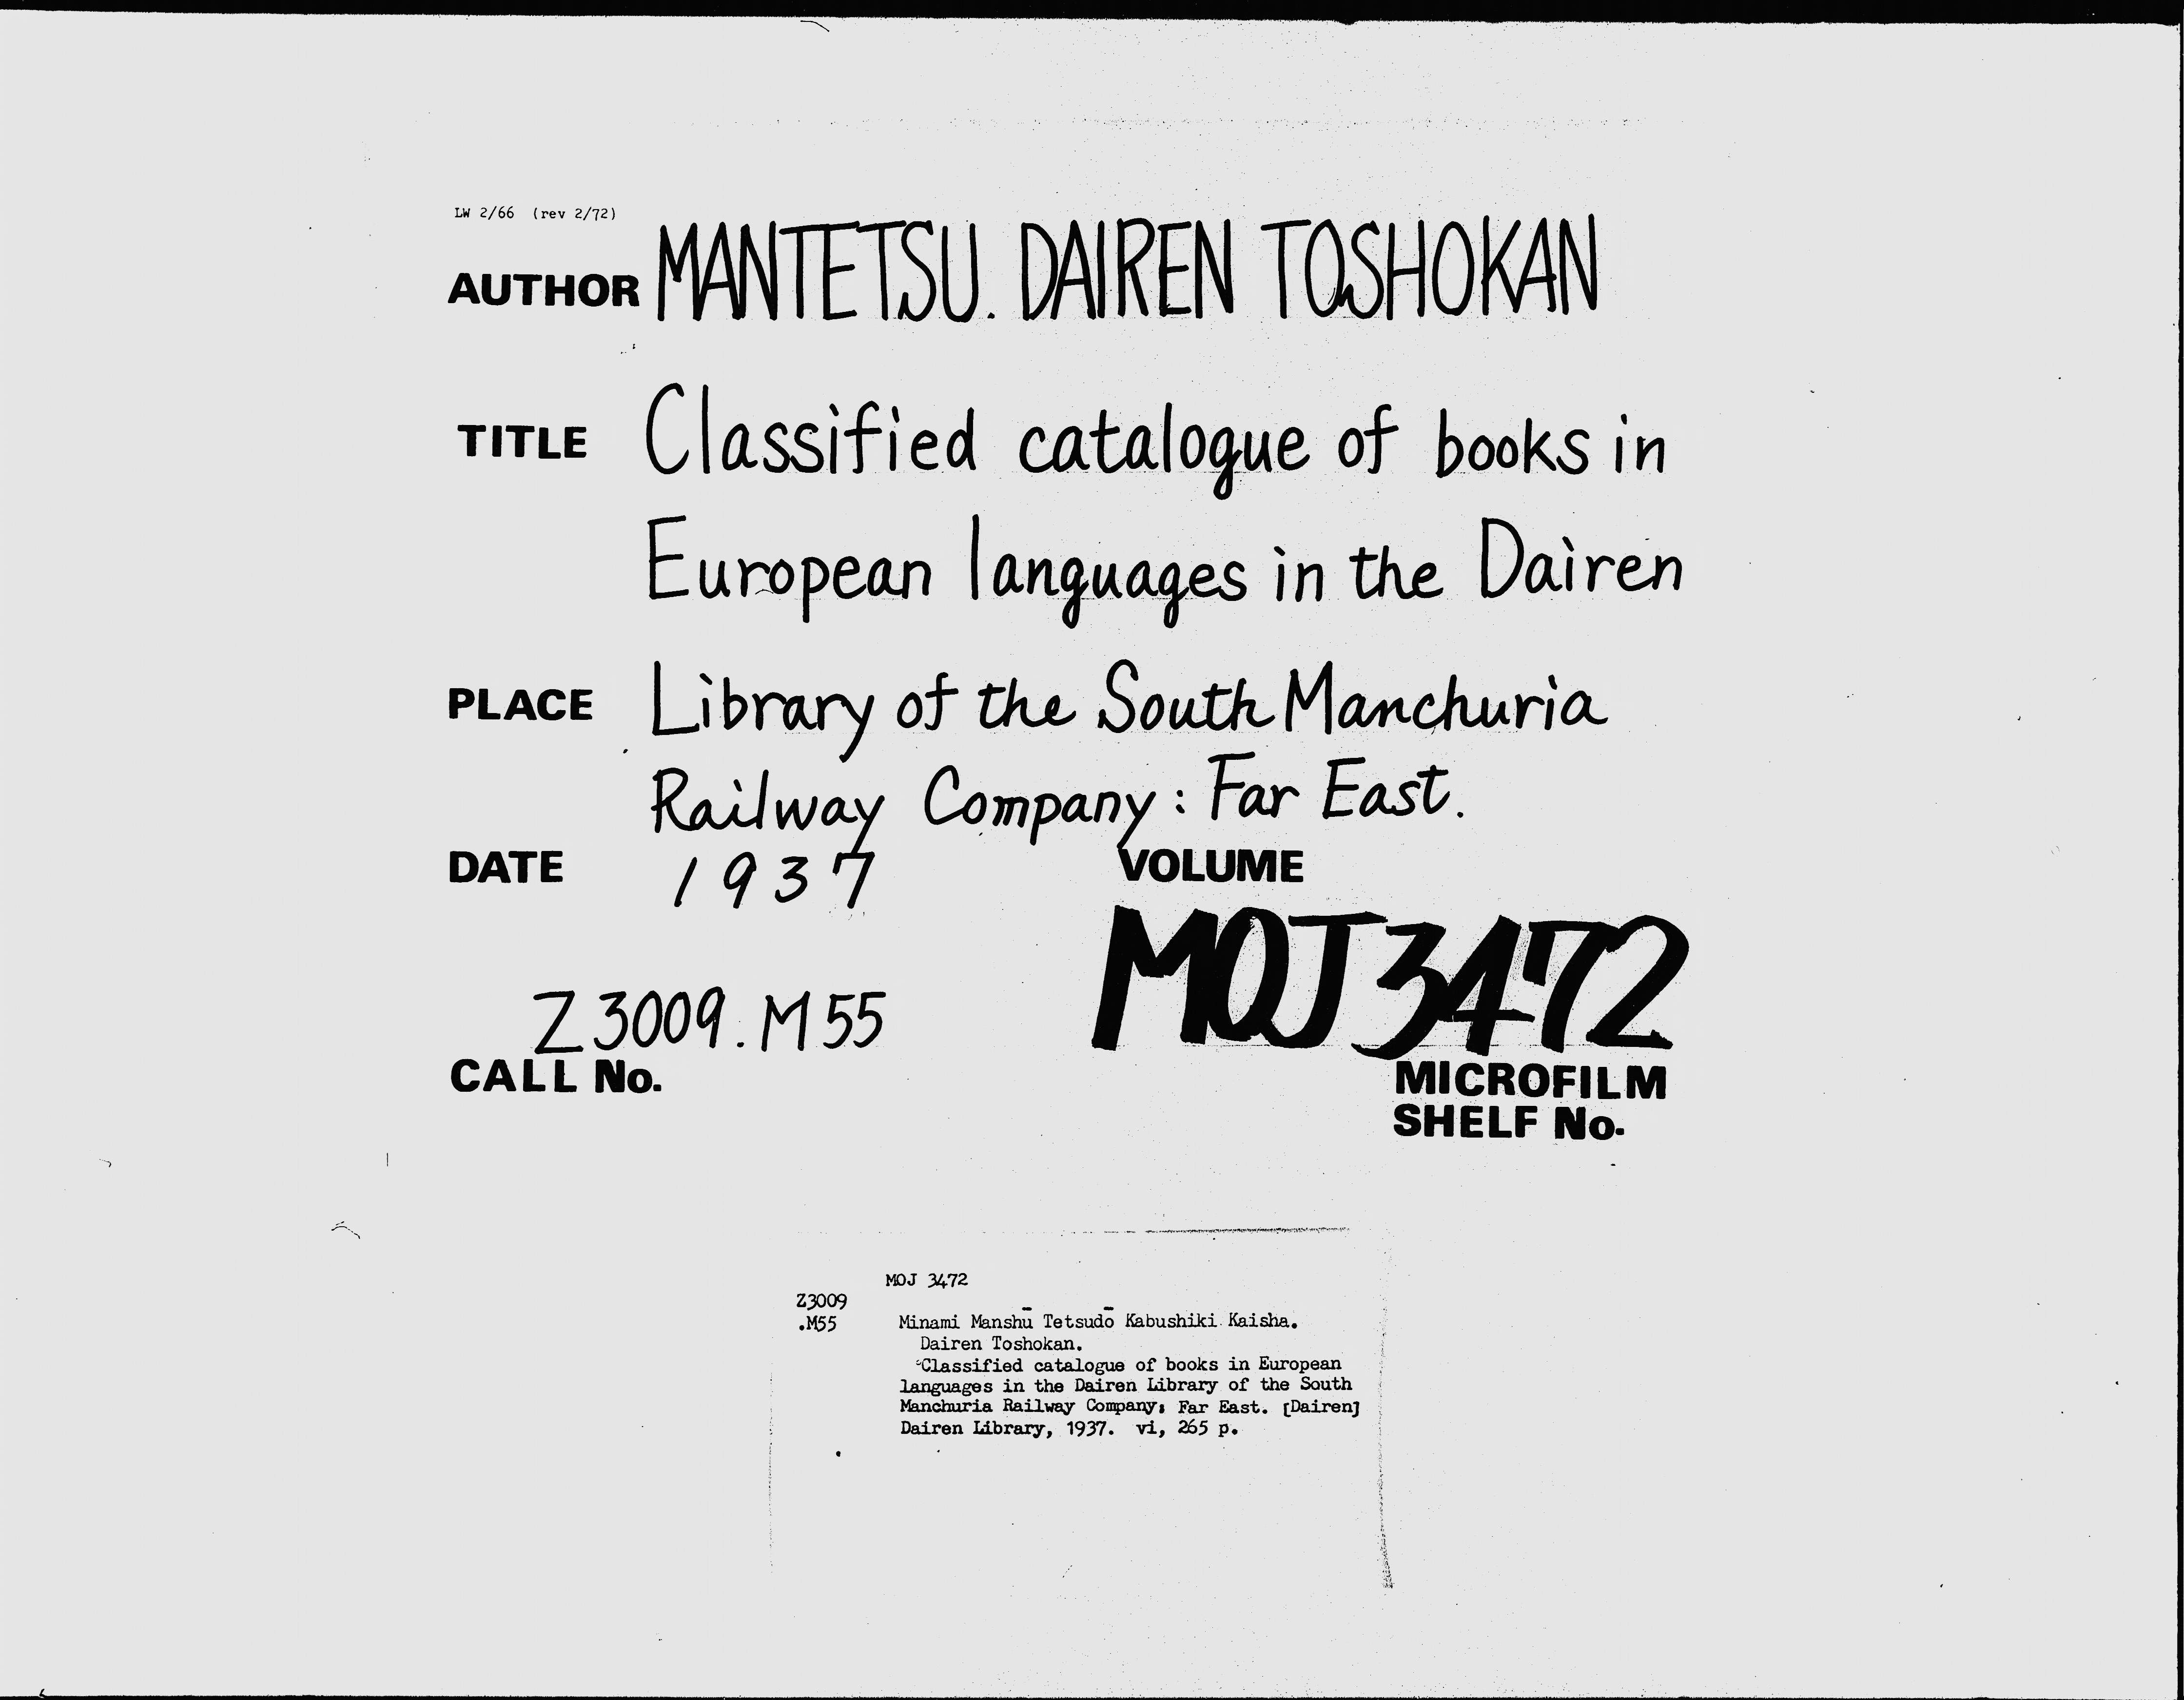 LW 2/66 (rev 2/72)
AUTHOR MANTETSU. DAIREN TOSHOKAN
TITLE Classified catalogue of books in
European languages in the Dairen
PLACE Library of the South Manchuria
Railway Company: Far East.
DATE 1937 VOLUME
Z3009.M55 MOJ3472
CALL No. MICROFILM
SHELF No.
MOJ 3472
Z3009
.M55 Minami Manshū Tetsudō Kabushiki Kaisha.
Dairen Toshokan.
Classified catalogue of books in European
languages in the Dairen Library of the South
Manchuria Railway Company: Far East. [Dairen]
Dairen Library, 1937. vi, 265 p.